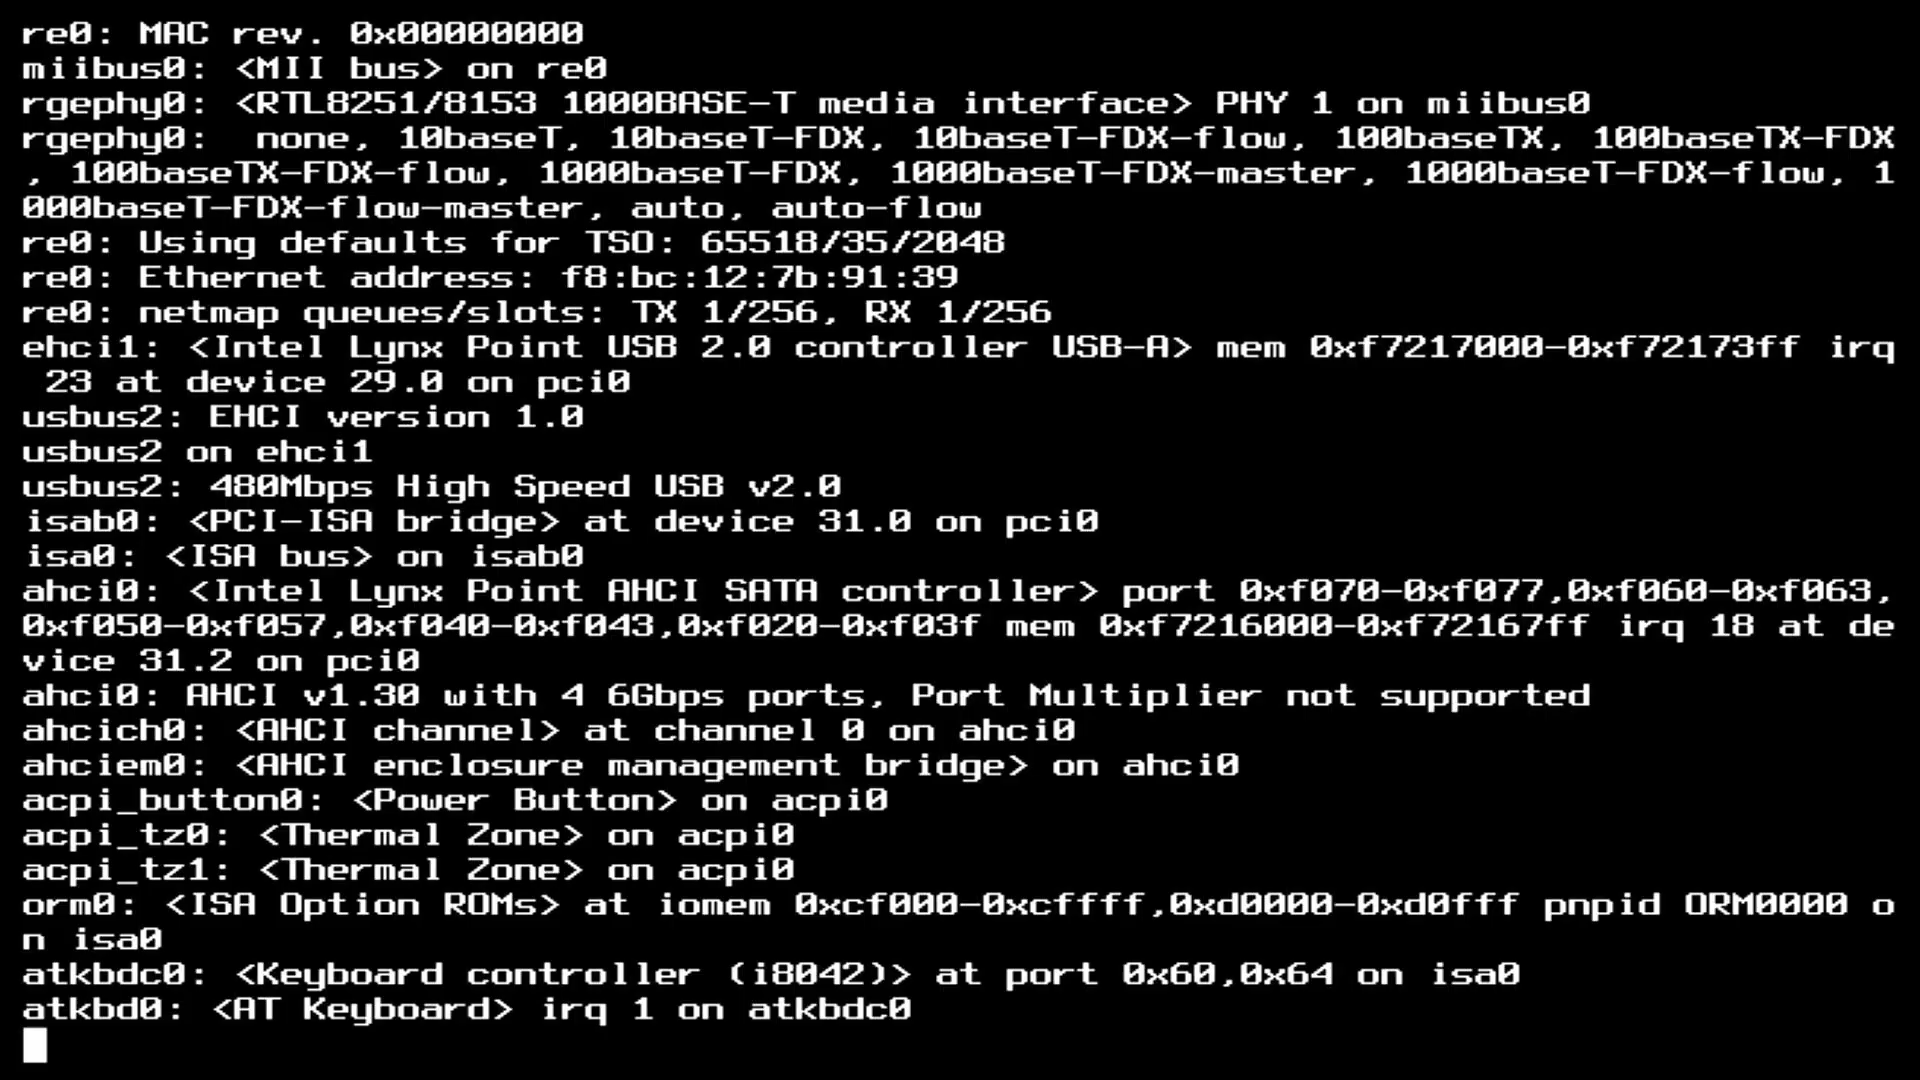 re0: MAC rev. 0x00000000
miibus0: <MII bus> on re0
rgephy0: <RTL8251/8153 1000BASE-T media interface> PHY 1 on miibus0
rgephy0:  none, 10baseT, 10baseT-FDX, 10baseT-FDX-flow, 100baseTX, 100baseTX-FDX
, 100baseTX-FDX-flow, 1000baseT-FDX, 1000baseT-FDX-master, 1000baseT-FDX-flow, 1
000baseT-FDX-flow-master, auto, auto-flow
re0: Using defaults for TSO: 65518/35/2048
re0: Ethernet address: f8:bc:12:7b:91:39
re0: netmap queues/slots: TX 1/256, RX 1/256
ehci1: <Intel Lynx Point USB 2.0 controller USB-A> mem 0xf7217000-0xf72173ff irq
 23 at device 29.0 on pci0
usbus2: EHCI version 1.0
usbus2 on ehci1
usbus2: 480Mbps High Speed USB v2.0
isab0: <PCI-ISA bridge> at device 31.0 on pci0
isa0: <ISA bus> on isab0
ahci0: <Intel Lynx Point AHCI SATA controller> port 0xf070-0xf077,0xf060-0xf063,
0xf050-0xf057,0xf040-0xf043,0xf020-0xf03f mem 0xf7216000-0xf72167ff irq 18 at de
vice 31.2 on pci0
ahci0: AHCI v1.30 with 4 6Gbps ports, Port Multiplier not supported
ahcich0: <AHCI channel> at channel 0 on ahci0
ahciem0: <AHCI enclosure management bridge> on ahci0
acpi_button0: <Power Button> on acpi0
acpi_tz0: <Thermal Zone> on acpi0
acpi_tz1: <Thermal Zone> on acpi0
orm0: <ISA Option ROMs> at iomem 0xcf000-0xcffff,0xd0000-0xd0fff pnpid ORM0000 o
n isa0
atkbdc0: <Keyboard controller (i8042)> at port 0x60,0x64 on isa0
atkbd0: <AT Keyboard> irq 1 on atkbdc0